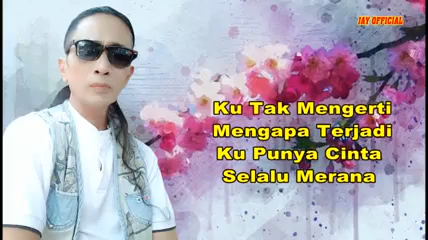 JAY OFFICIAL
Ku Tak Mengerti
Mengapa Terjadi
Ku Punya Cinta
Selalu Merana